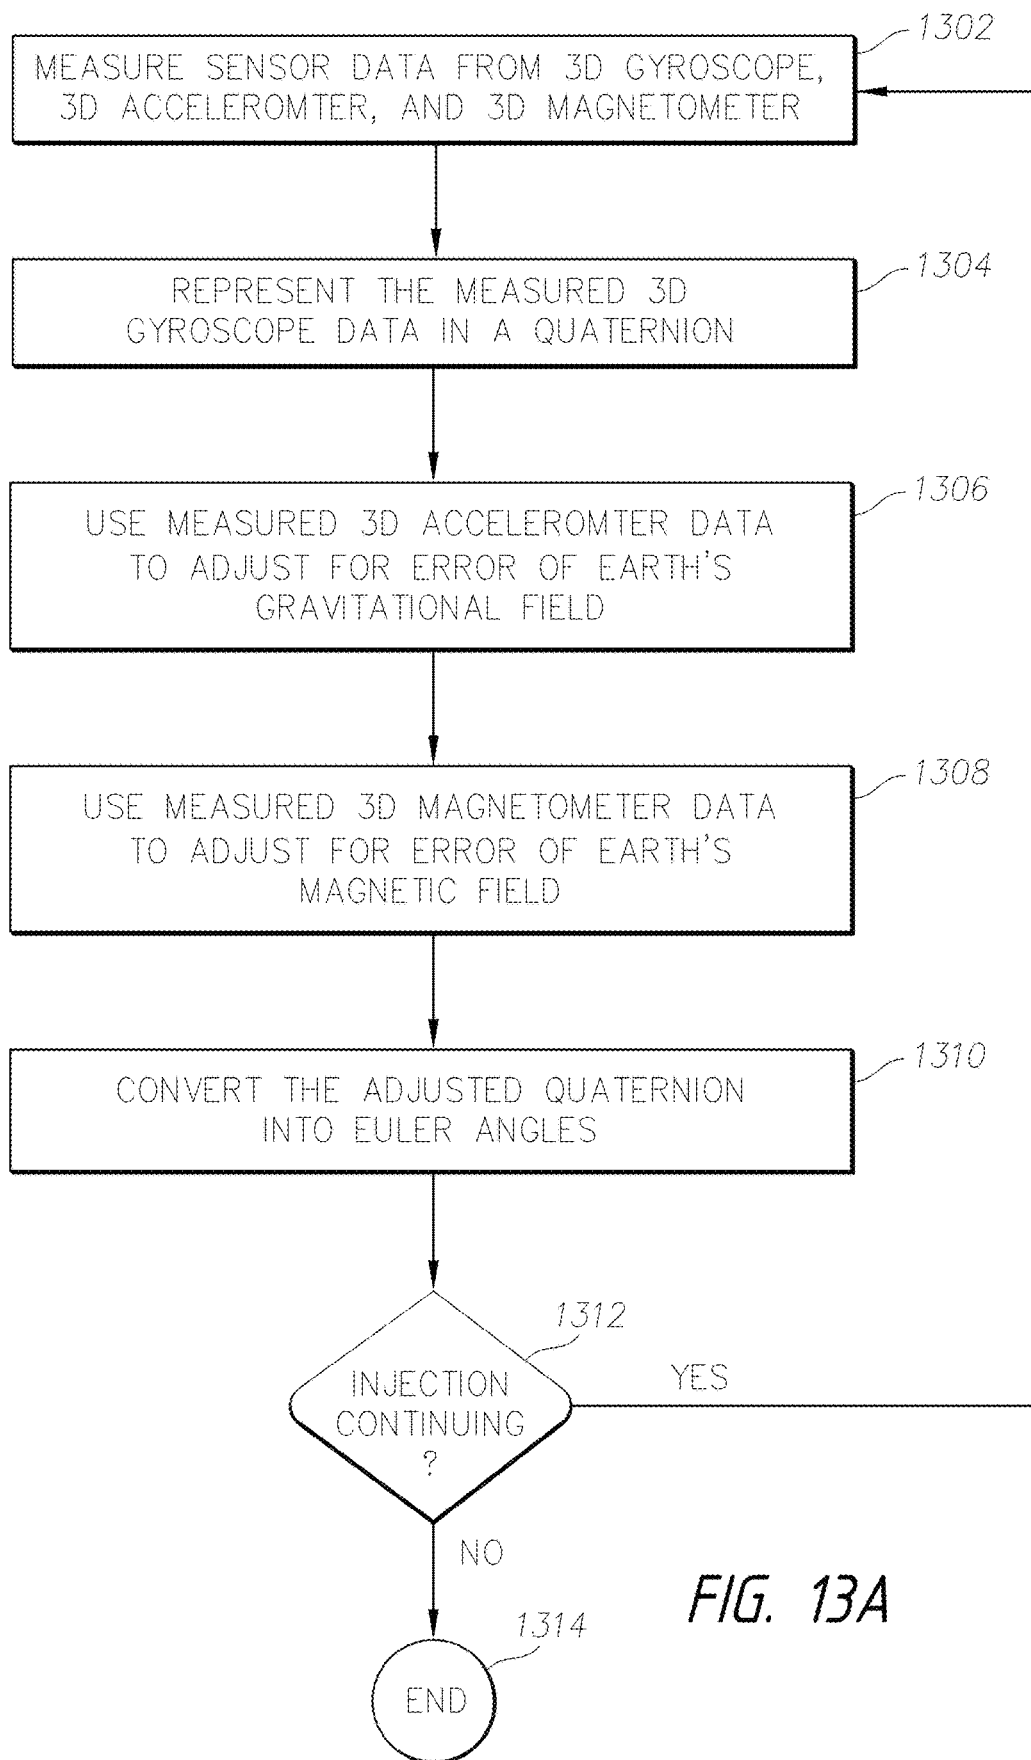 1302
MEASURE SENSOR DATA FROM 3D GYROSCOPE,
3D ACCELEROMTER, AND 3D MAGNETOMETER
1304
REPRESENT THE MEASURED 3D
GYROSCOPE DATA IN A QUATERNION
1306
USE MEASURED 3D ACCELEROMTER DATA
TO ADJUST FOR ERROR OF EARTH'S
GRAVITATIONAL FIELD
1308
USE MEASURED 3D MAGNETOMETER DATA
TO ADJUST FOR ERROR OF EARTH'S
MAGNETIC FIELD
1310
CONVERT THE ADJUSTED QUATERNION
INTO EULER ANGLES
1312
INJECTION
CONTINUING
?
YES
NO
1314
END
FIG. 13A